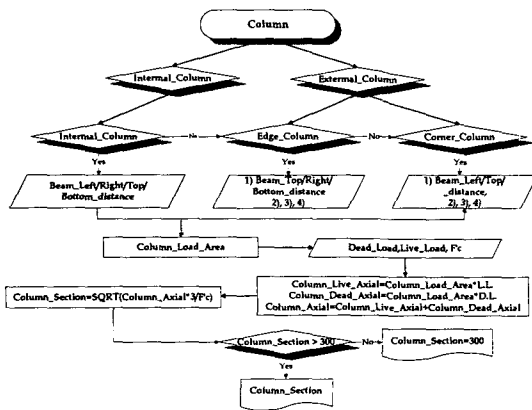 Column
Internal_Column
External_Column
Internal_Column
No
Edge_Column
No
Corner_Column
Yes
Yes
Yes
Beam_Left/Right/Top/
Bottom_distance
1) Beam_Top/Right/
Bottom_distance
2), 3), 4)
1) Beam_Left/Top/
_distance,
2), 3), 4)
Column_Load_Area
Dead_Load,Live_Load, F'c
Column_Live_Axial=Column_Load_Area*L.L
Column_Dead_Axial=Column_Load_Area*D.L.
Column_Axial=Column_Live_Axial+Column_Dead_Axial
Column_Section=SQRT(Column_Axial*3/F'c)
Column_Section > 300
No
Column_Section=300
Yes
Column_Section